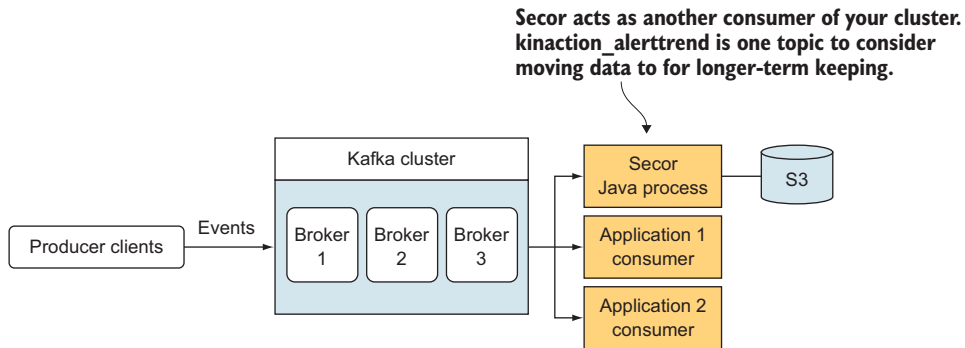 Secor acts as another consumer of your cluster.
kinaction_alerttrend is one topic to consider
moving data to for longer-term keeping.
Kafka cluster
Producer clients
Events
Broker
1
Broker
2
Broker
3
Secor
Java process
S3
Application 1
consumer
Application 2
consumer